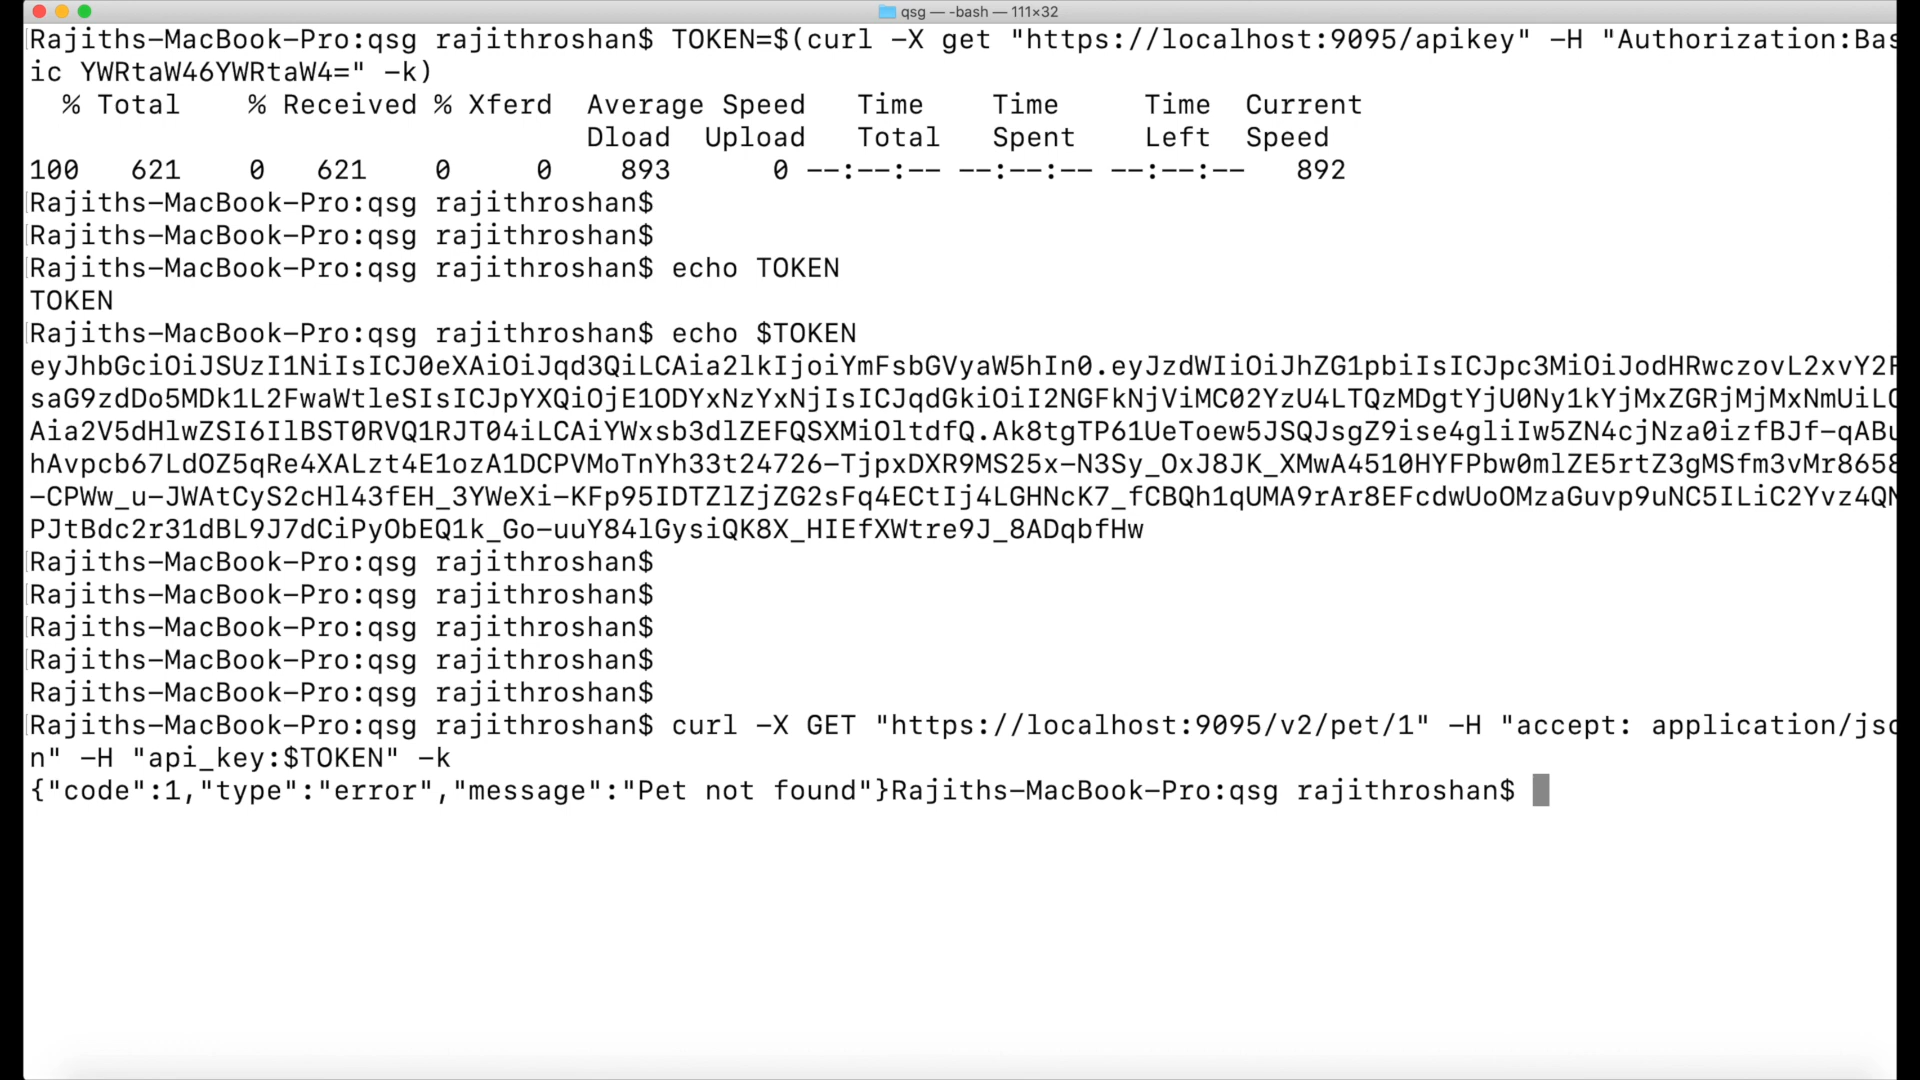 qsg — -bash — 111×32
Rajiths-MacBook-Pro:qsg rajithroshan$ TOKEN=$(curl -X get "https://localhost:9095/apikey" -H "Authorization:Bas
ic YWRtaW46YWRtaW4=" -k)
% Total % Received % Xferd Average Speed Time Time Time Current
Dload Upload Total Spent Left Speed
100 621 0 621 0 0 893 0 --:--:-- --:--:-- --:--:-- 892
Rajiths-MacBook-Pro:qsg rajithroshan$
Rajiths-MacBook-Pro:qsg rajithroshan$
Rajiths-MacBook-Pro:qsg rajithroshan$ echo TOKEN
TOKEN
Rajiths-MacBook-Pro:qsg rajithroshan$ echo $TOKEN
eyJhbGciOiJSUzI1NiIsICJ0eXAiOiJqd3QiLCAia2lkIjoiYmFsbGVyaW5hIn0.eyJzdWIiOiJhZG1pbiIsICJpc3MiOiJodHRwczovL2xvY2F
saG9zdDo5MDk1L2FwaWtleSIsICJpYXQiOjE1ODYxNzYxNjIsICJqdGkiOiI2NGFkNjViMC02YzU4LTQzMDgtYjU0Ny1kYjMxZGRjMjMxNmUiLC
Aia2V5dHlwZSI6IlBST0RVQ1RJT04iLCAiYWxsb3dlZEFQSXMiOltdfQ.Ak8tgTP61UeToew5JSQJsgZ9ise4gliIw5ZN4cjNza0izfBJf-qABu
hAvpcb67LdOZ5qRe4XALzt4E1ozA1DCPVMoTnYh33t24726-TjpxDXR9MS25x-N3Sy_OxJ8JK_XMwA4510HYFPbw0mlZE5rtZ3gMSfm3vMr8658
-CPWw_u-JWAtCyS2cHl43fEH_3YWeXi-KFp95IDTZlZjZG2sFq4ECtIj4LGHNcK7_fCBQh1qUMA9rAr8EFcdwUoOMzaGuvp9uNC5ILiC2Yvz4QN
PJtBdc2r31dBL9J7dCiPyObEQ1k_Go-uuY84lGysiQK8X_HIEfXWtre9J_8ADqbfHw
Rajiths-MacBook-Pro:qsg rajithroshan$
Rajiths-MacBook-Pro:qsg rajithroshan$
Rajiths-MacBook-Pro:qsg rajithroshan$
Rajiths-MacBook-Pro:qsg rajithroshan$
Rajiths-MacBook-Pro:qsg rajithroshan$
Rajiths-MacBook-Pro:qsg rajithroshan$ curl -X GET "https://localhost:9095/v2/pet/1" -H "accept: application/jso
n" -H "api_key:$TOKEN" -k
{"code":1,"type":"error","message":"Pet not found"}Rajiths-MacBook-Pro:qsg rajithroshan$